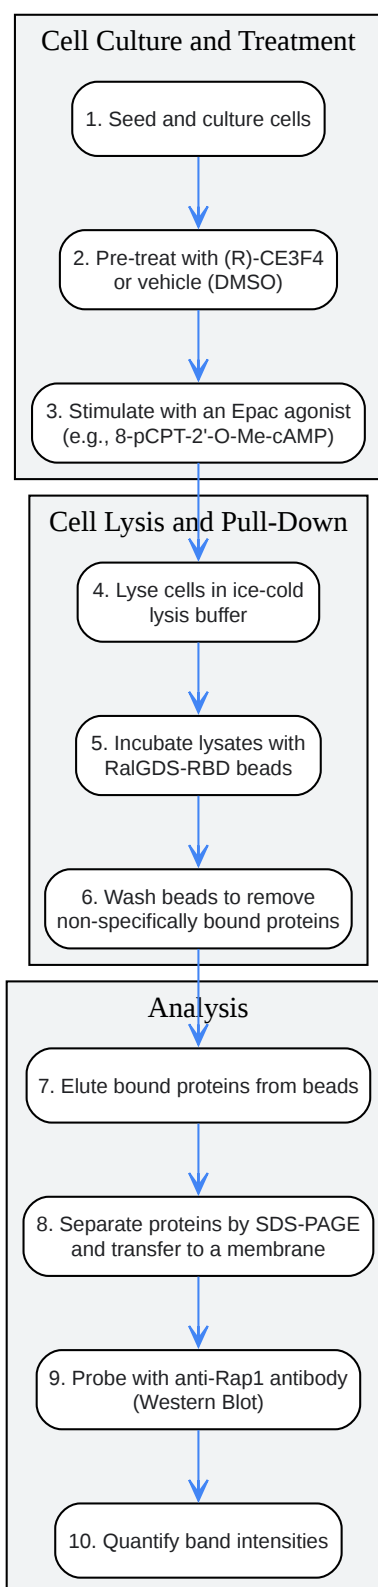 Cell Culture and Treatment
1. Seed and culture cells
2. Pre-treat with (R)-CE3F4
or vehicle (DMSO)
3. Stimulate with an Epac agonist
(e.g., 8-pCPT-2'-O-Me-cAMP)
Cell Lysis and Pull-Down
4. Lyse cells in ice-cold
lysis buffer
5. Incubate lysates with
RalGDS-RBD beads
6. Wash beads to remove
non-specifically bound proteins
Analysis
7. Elute bound proteins from beads
8. Separate proteins by SDS-PAGE
and transfer to a membrane
9. Probe with anti-Rap1 antibody
(Western Blot)
10. Quantify band intensities